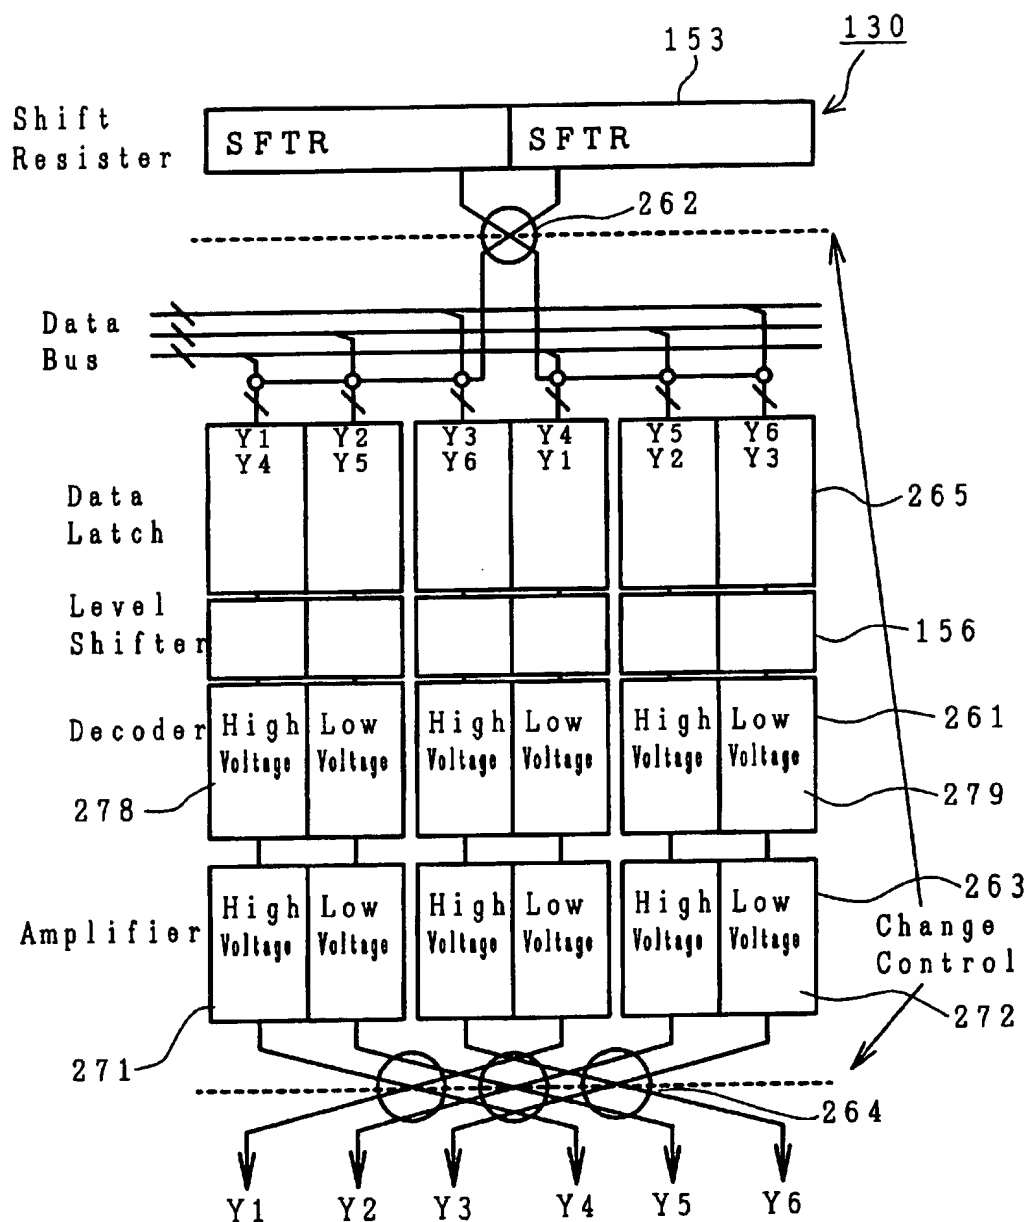 130
153
Shift
Resister
SFTR SFTR
262
Data
Bus
Y1 Y2 Y3 Y4 Y5 Y6
Y4 Y5 Y6 Y1 Y2 Y3
Data
Latch
265
Level
Shifter
156
Decoder
High Low High Low High Low
Voltage Voltage Voltage Voltage Voltage Voltage
261
278
279
Amplifier
High Low High Low High Low
Voltage Voltage Voltage Voltage Voltage Voltage
263
Change
Control
271
272
264
Y1 Y2 Y3 Y4 Y5 Y6